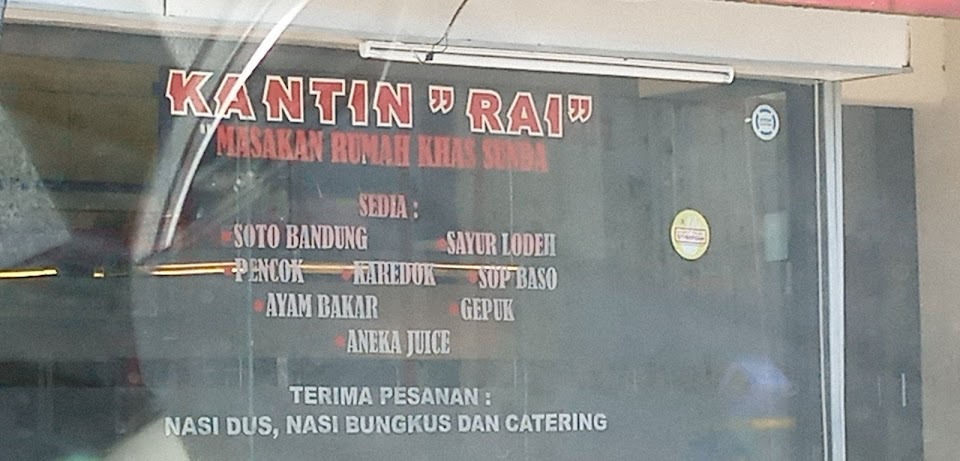 KANTIN "RAI"
"MASAKAN RUMAH KHAS SUNDA
SEDIA :
SOTO BANDUNG SAYUR LODEH
PENCOK KAREDOK SOP BASO
AYAM BAKAR GEPUK
ANEKA JUICE
TERIMA PESANAN :
NASI DUS, NASI BUNGKUS DAN CATERING